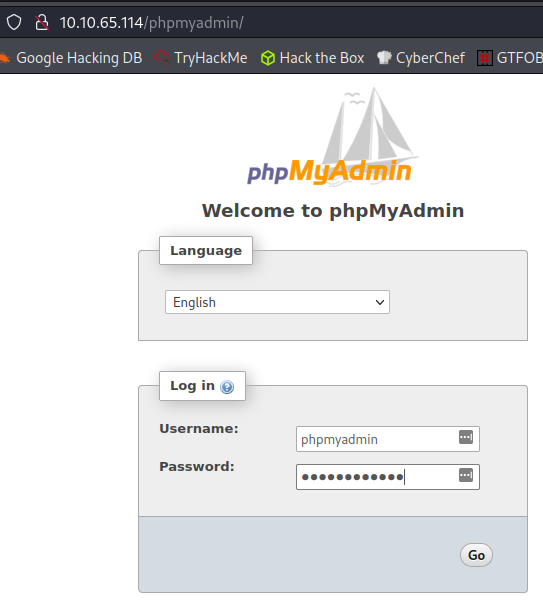 10.10.65.114/phpmyadmin/
Google Hacking DB TryHackMe Hack the Box CyberChef GTFOB
phpMyAdmin
Welcome to phpMyAdmin
Language
English
Log in
Username:
phpmyadmin
Password:
Go